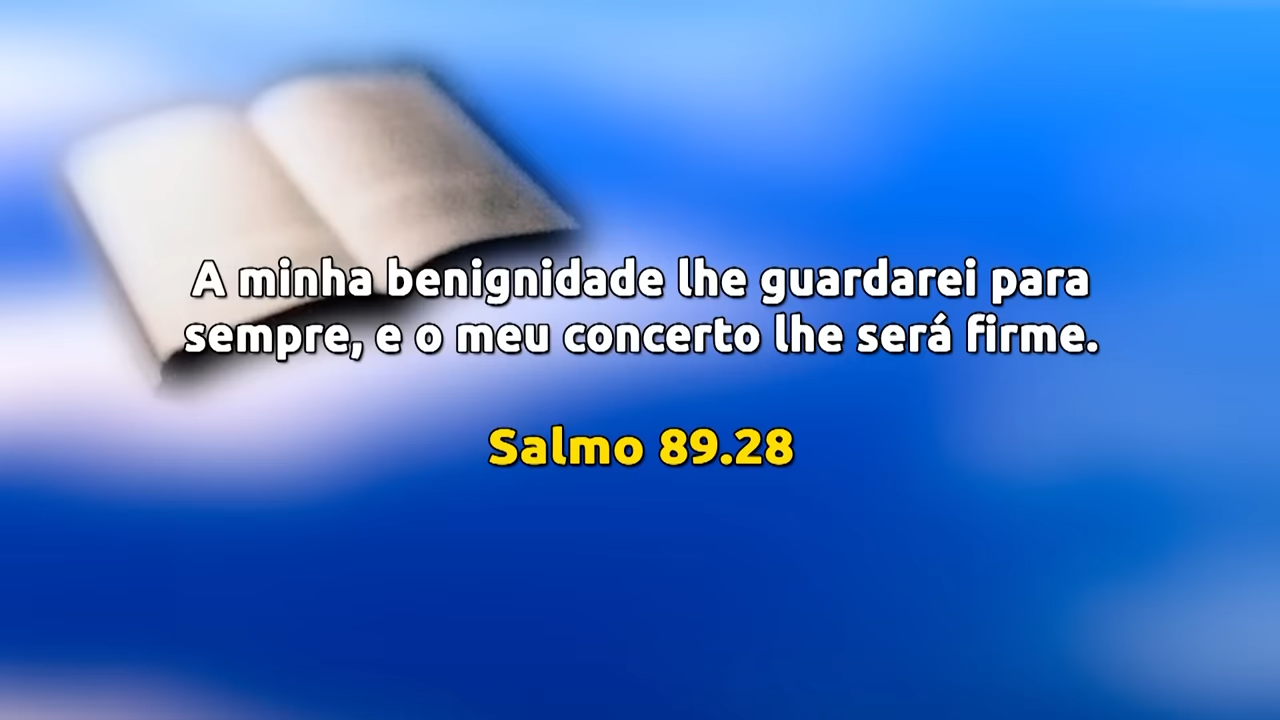 A minha benignidade lhe guardarei para
sempre, e o meu concerto lhe será firme.
Salmo 89.28